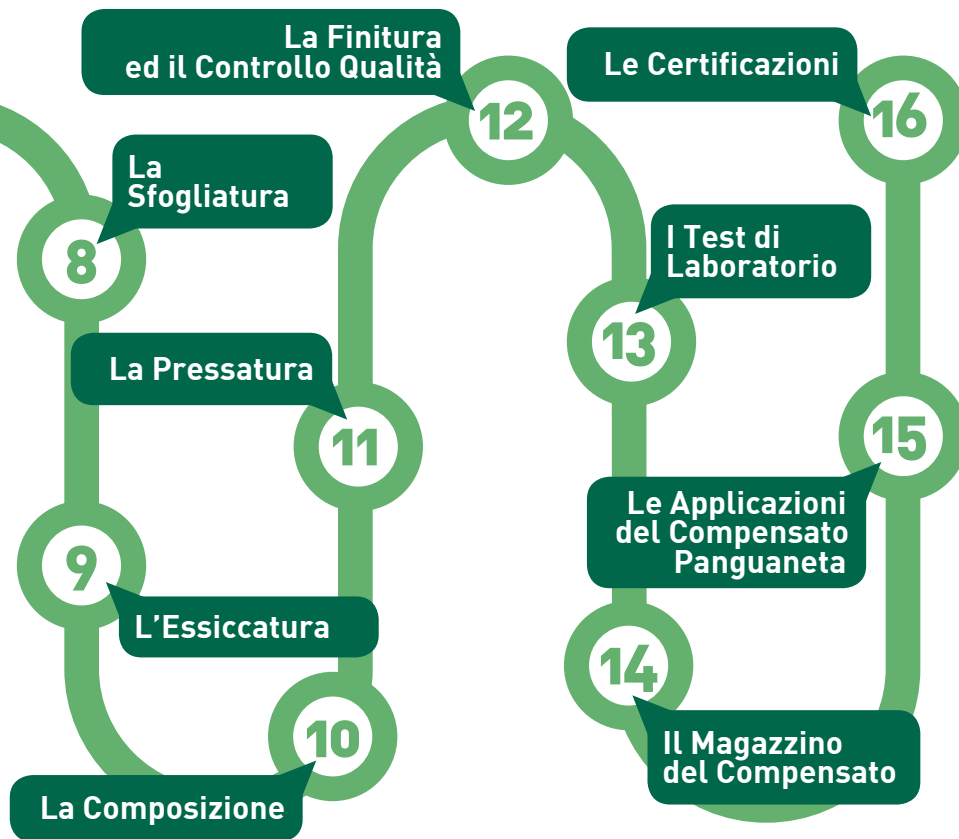 8
La
Sfogliatura
9
L'Essiccatura
10
La Composizione
11
La Pressatura
12
La Finitura
ed il Controllo Qualità
13
I Test di
Laboratorio
14
Il Magazzino
del Compensato
15
Le Applicazioni
del Compensato
Panguaneta
16
Le Certificazioni